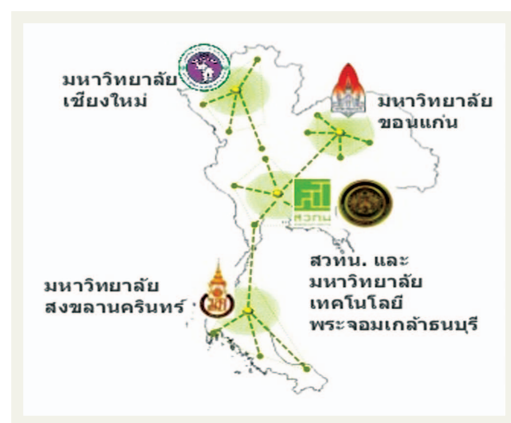 มหาวิทยาลัย
เชียงใหม่
มหาวิทยาลัย
ขอนแก่น
สวทน
สวทน. และ
มหาวิทยาลัย
เทคโนโลยี
พระจอมเกล้าธนบุรี
มหาวิทยาลัย
สงขลานครินทร์